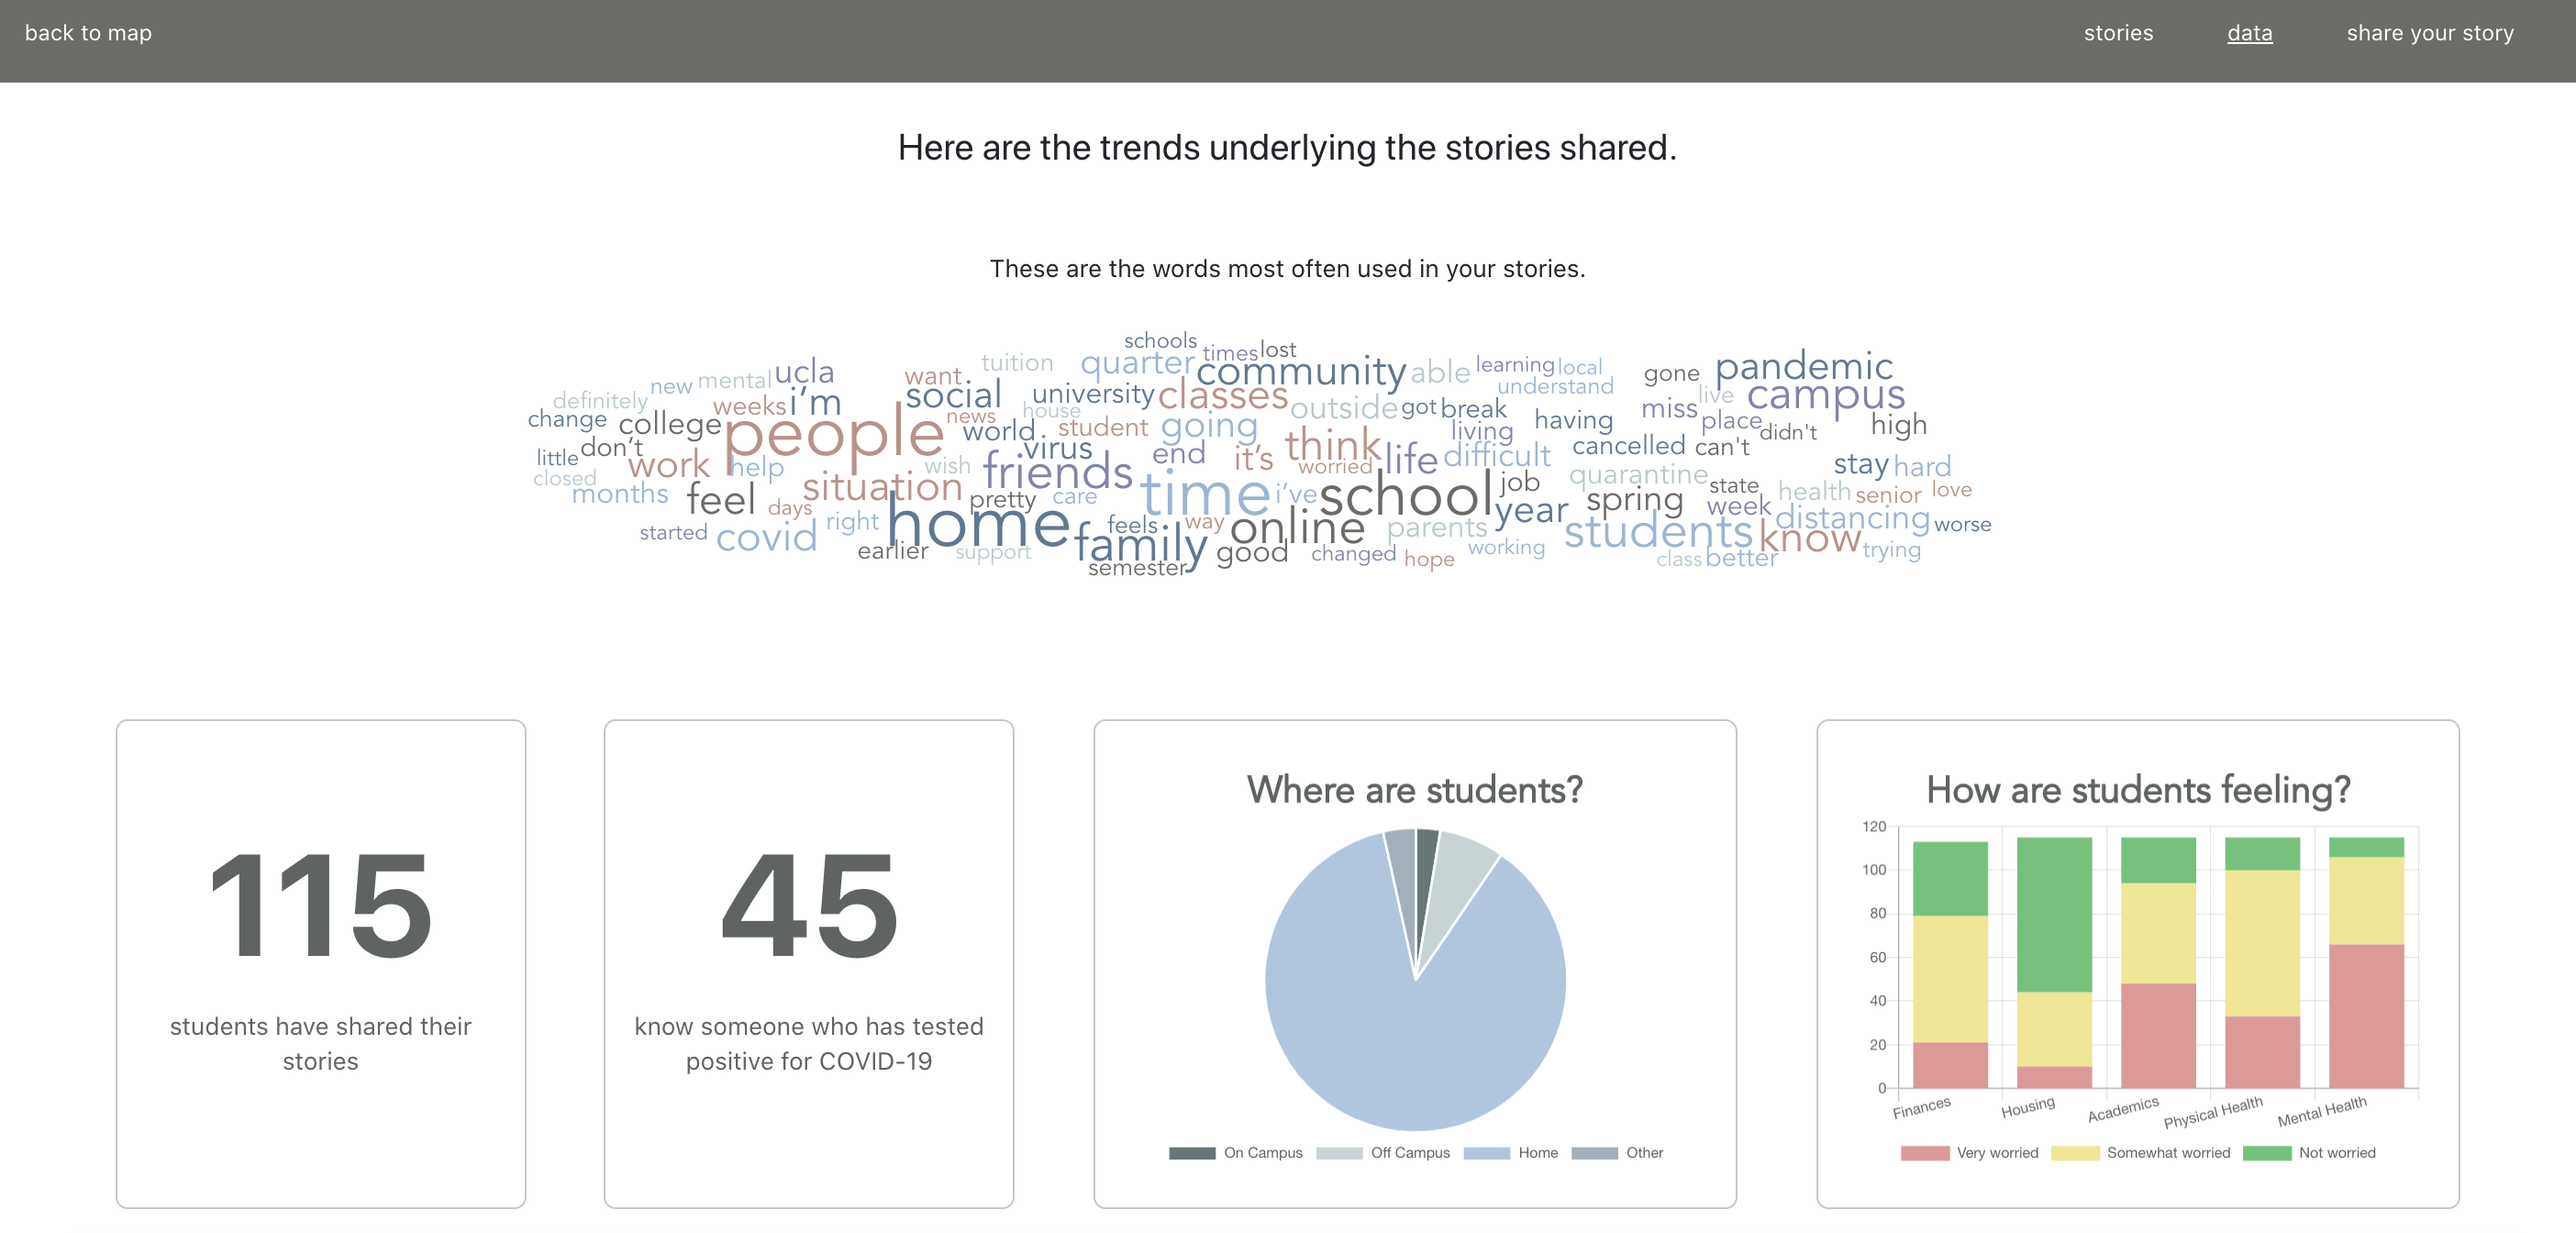 back to map
stories data share your story
Here are the trends underlying the stories shared.
These are the words most often used in your stories.
schools
quarter times lost
tuition community able learning local pandemic
definitely new mental ucla want social university classes understand gone live campus
change weeks i’m news house outside got break having miss place high
college people world student going living cancelled can't didn't
little don’t virus end it’s think life difficult stay hard
closed work help wish friends worried quarantine
months feel situation pretty care time i’ve school job spring state health senior love
days right home feels way online year week distancing worse
started covid earlier support family good parents students know trying
semester changed hope working class better
115
students have shared their
stories
45
know someone who has tested
positive for COVID-19
Where are students?
On Campus Off Campus Home Other
How are students feeling?
120
100
80
60
40
20
0
Finances Housing Academics Physical Health Mental Health
Very worried Somewhat worried Not worried